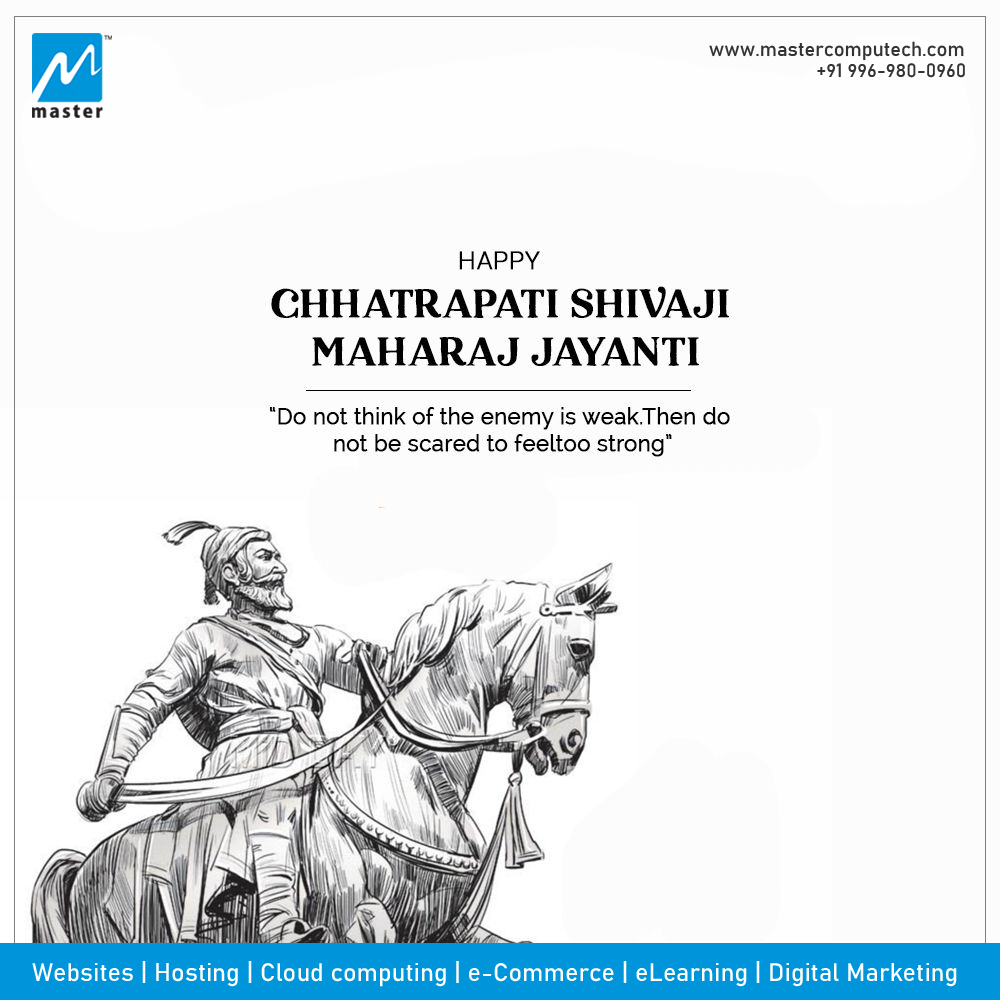 TM
master
www.mastercomputech.com
+91 996-980-0960
HAPPY
CHHATRAPATI SHIVAJI
MAHARAJ JAYANTI
“Do not think of the enemy is weak.Then do
not be scared to feeltoo strong”
Websites | Hosting | Cloud computing | e-Commerce | eLearning | Digital Marketing